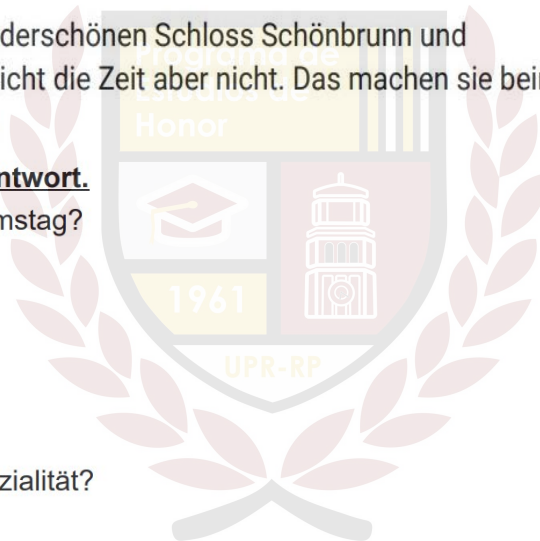 derschönen Schloss Schönbrunn und
icht die Zeit aber nicht. Das machen sie bei
Programa de
Estudios de
Honor
ntwort.
mstag?
1961
UPR-RP
zialität?